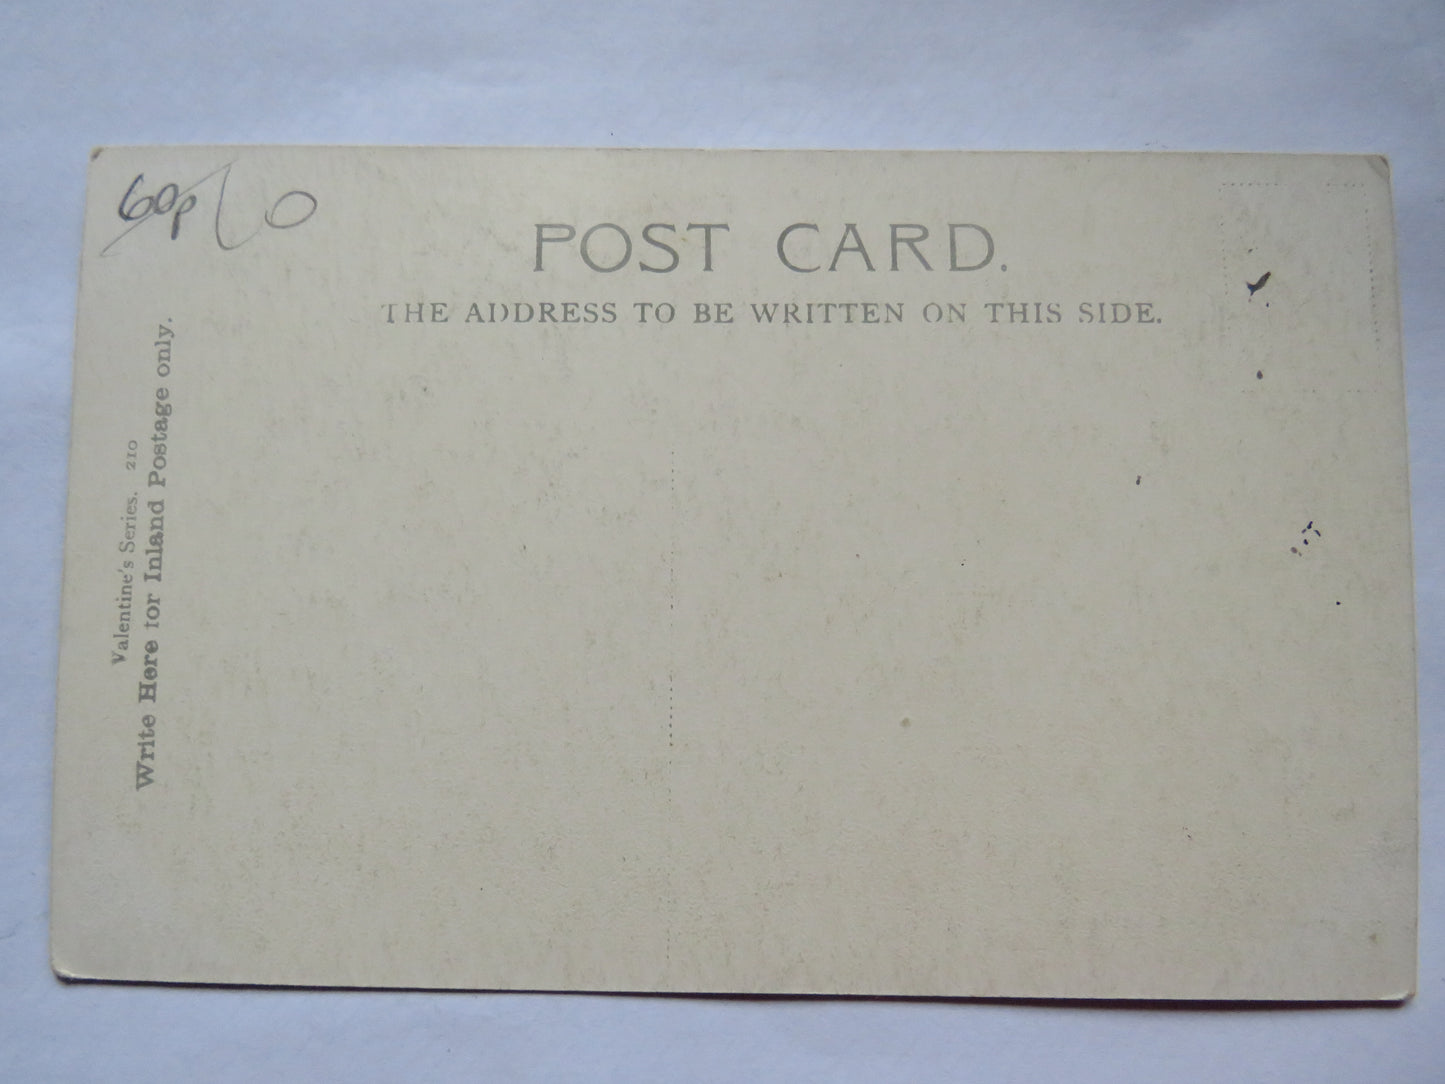 60p
POST CARD.
THE ADDRESS TO BE WRITTEN ON THIS SIDE.
Valentine's Series. 210
Write Here for Inland Postage only.